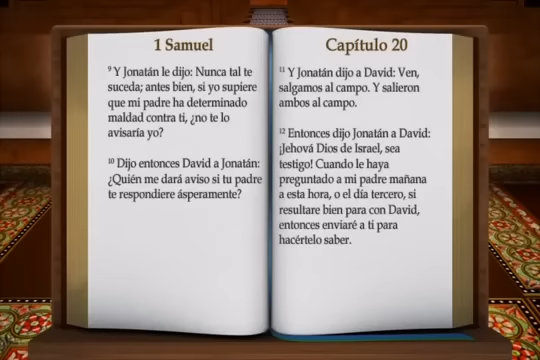 1 Samuel
⁹ Y Jonatán le dijo: Nunca tal te
suceda; antes bien, si yo supiere
que mi padre ha determinado
maldad contra ti, ¿no te lo
avisaría yo?
¹⁰ Dijo entonces David a Jonatán:
¿Quién me dará aviso si tu padre
te respondiere ásperamente?
Capítulo 20
¹¹ Y Jonatán dijo a David: Ven,
salgamos al campo. Y salieron
ambos al campo.
¹² Entonces dijo Jonatán a David:
¡Jehová Dios de Israel, sea
testigo! Cuando le haya
preguntado a mi padre mañana
a esta hora, o el día tercero, si
resultare bien para con David,
entonces enviaré a ti para
hacértelo saber.